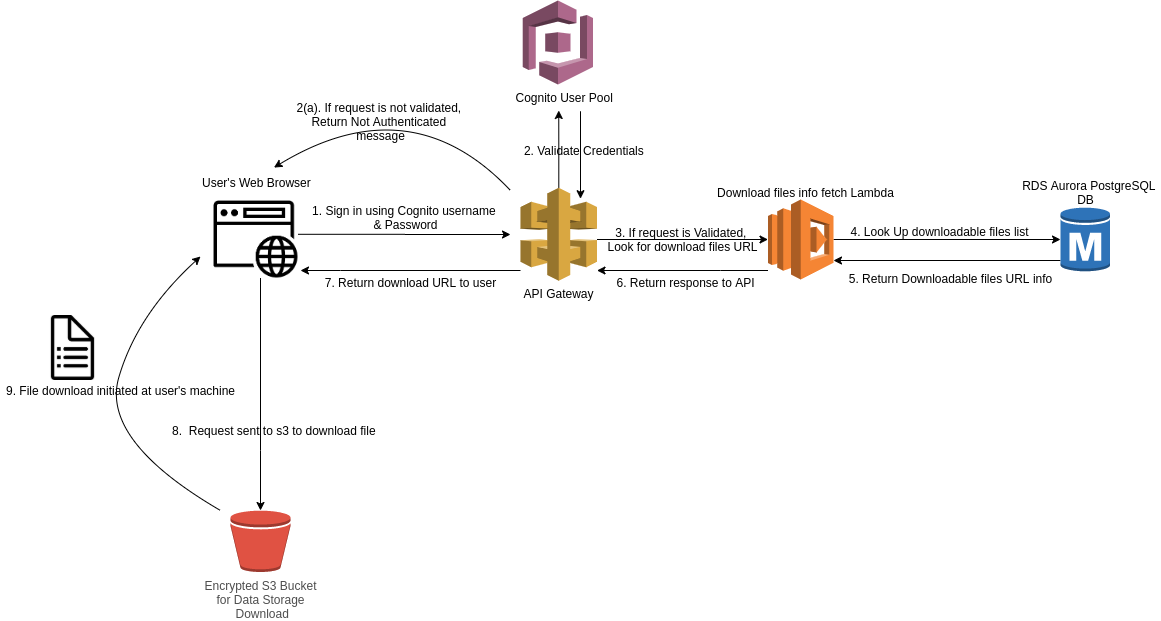 Cognito User Pool
2(a). If request is not validated,
Return Not Authenticated
message
2. Validate Credentials
User's Web Browser
Download files info fetch Lambda
RDS Aurora PostgreSQL
DB
1. Sign in using Cognito username
& Password
3. If request is Validated,
Look for download files URL
4. Look Up downloadable files list
M
7. Return download URL to user
API Gateway
6. Return response to API
5. Return Downloadable files URL info
9. File download initiated at user's machine
8. Request sent to s3 to download file
Encrypted S3 Bucket
for Data Storage
Download